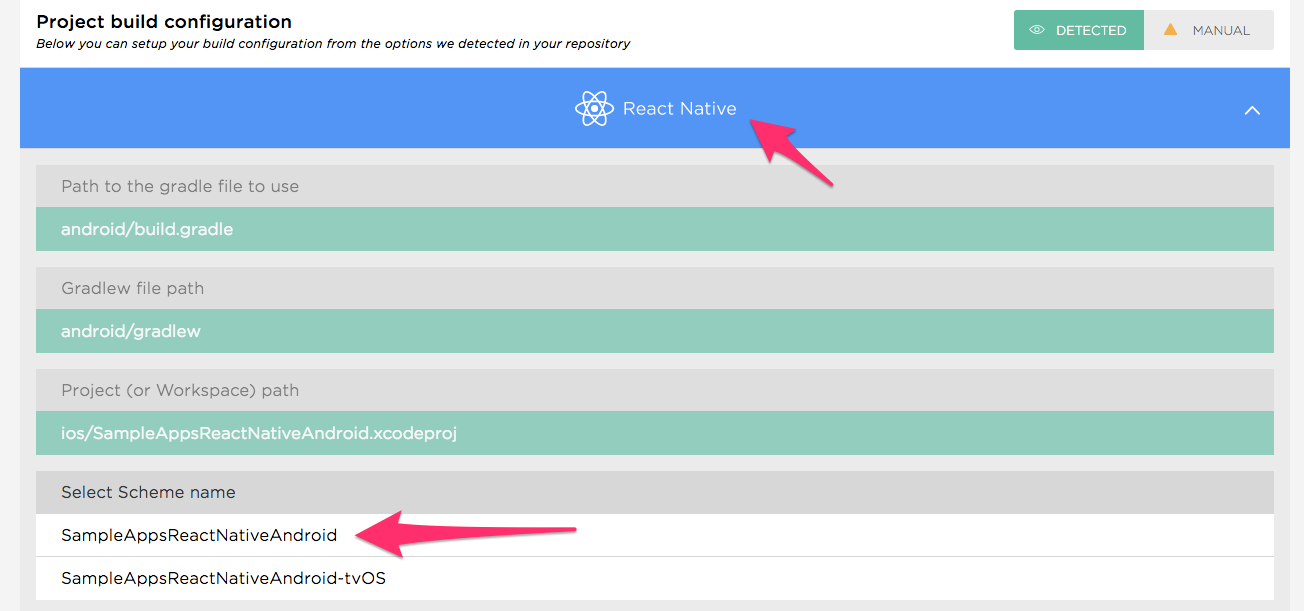 Project build configuration
Below you can setup your build configuration from the options we detected in your repository
DETECTED
MANUAL
React Native
Path to the gradle file to use
android/build.gradle
Gradlew file path
android/gradlew
Project (or Workspace) path
ios/SampleAppsReactNativeAndroid.xcodeproj
Select Scheme name
SampleAppsReactNativeAndroid
SampleAppsReactNativeAndroid-tvOS